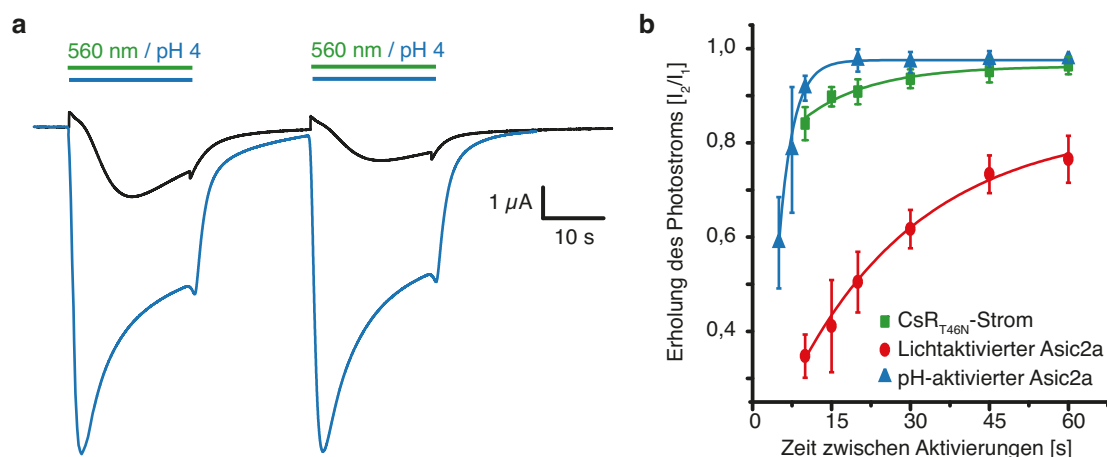 a
560 nm / pH 4
560 nm / pH 4
1 µA
10 s
b
Erholung des Photostroms [I₂/I₁]
1,0
0,8
0,6
0,4
0
15
30
45
60
CsR_T46N-Strom
Lichtaktivierter Asic2a
pH-aktivierter Asic2a
Zeit zwischen Aktivierungen [s]